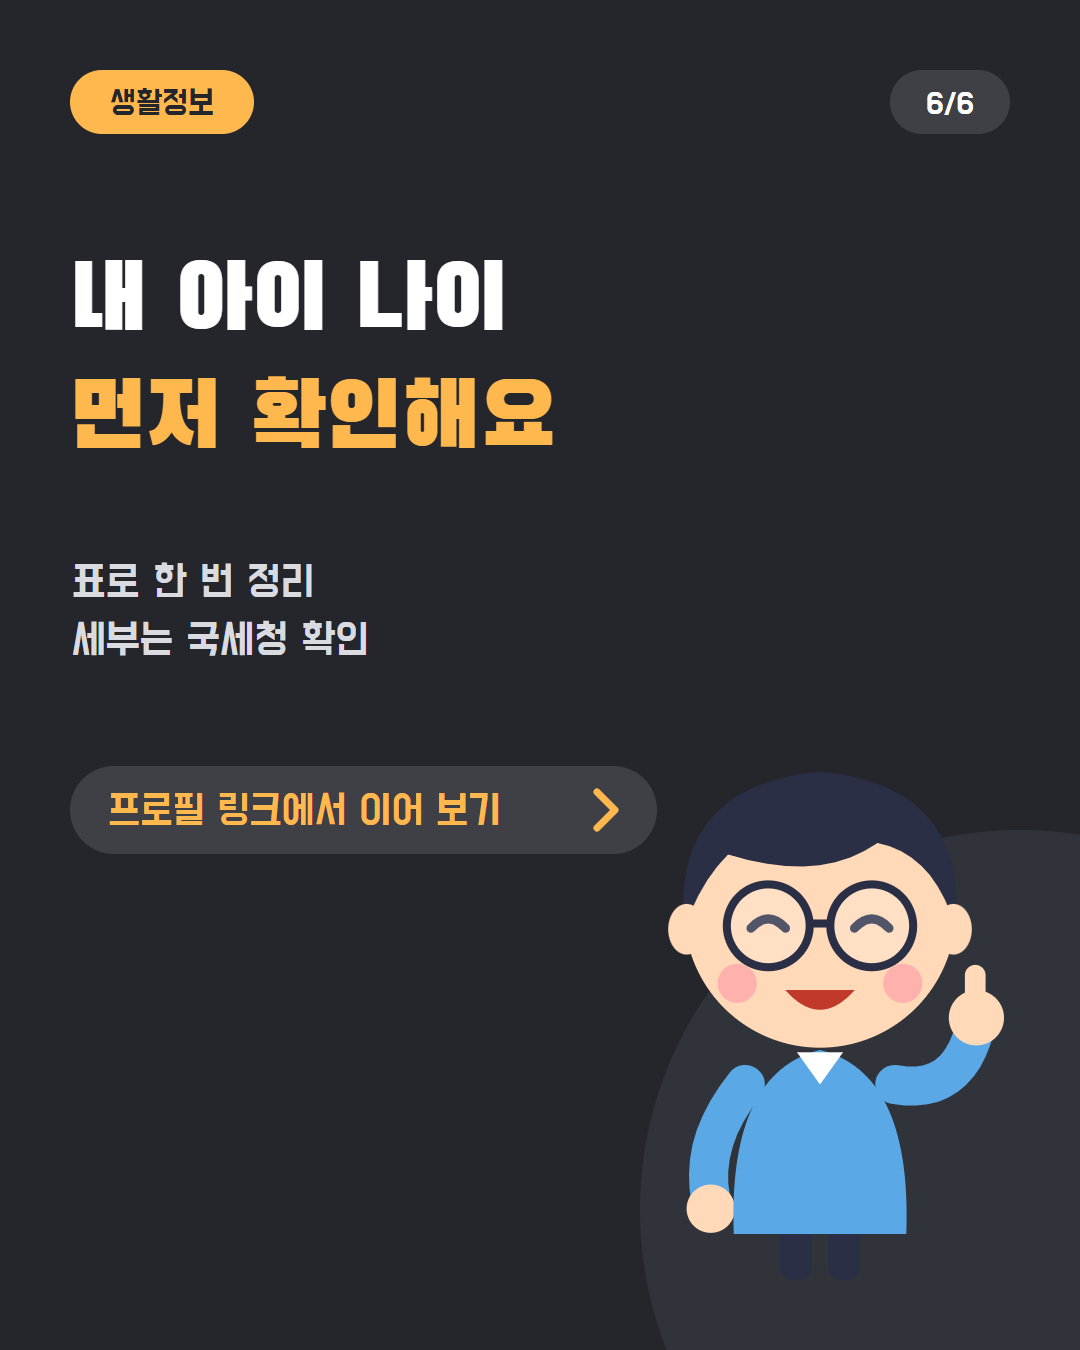 생활정보
6/6
내 아이 나이
먼저 확인해요
표로 한 번 정리
세부는 국세청 확인
프로필 링크에서 이어 보기